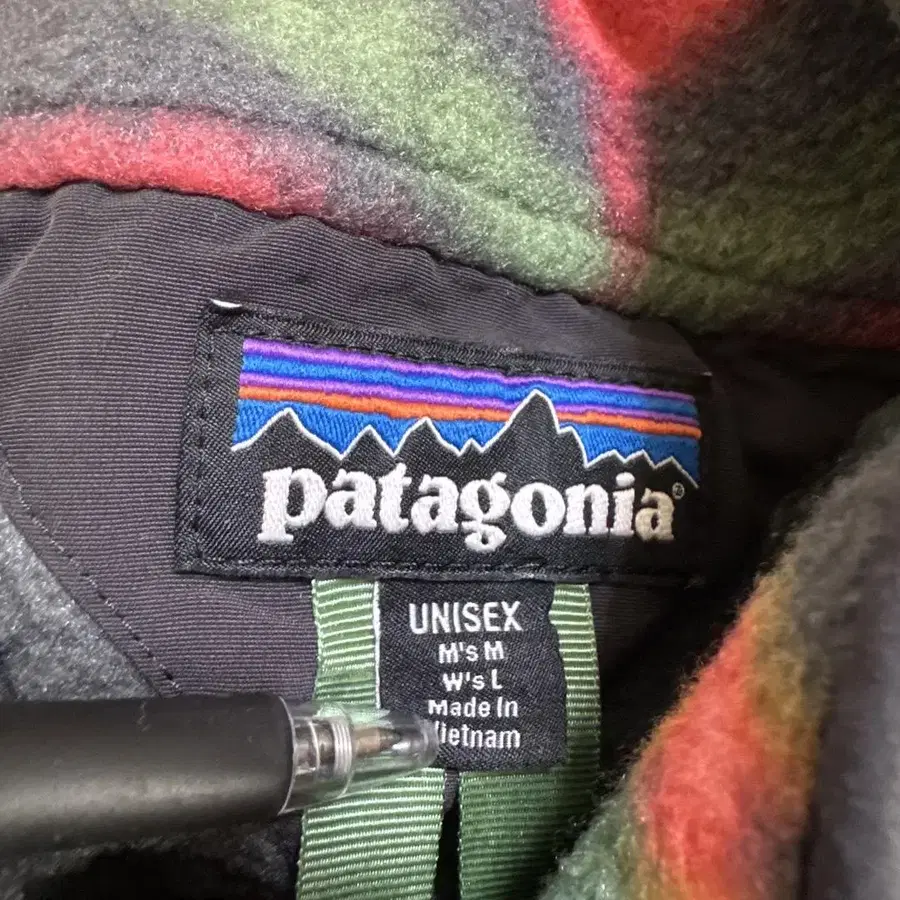 patagonia®
UNISEX
M's M
W's L
Made in
Vietnam